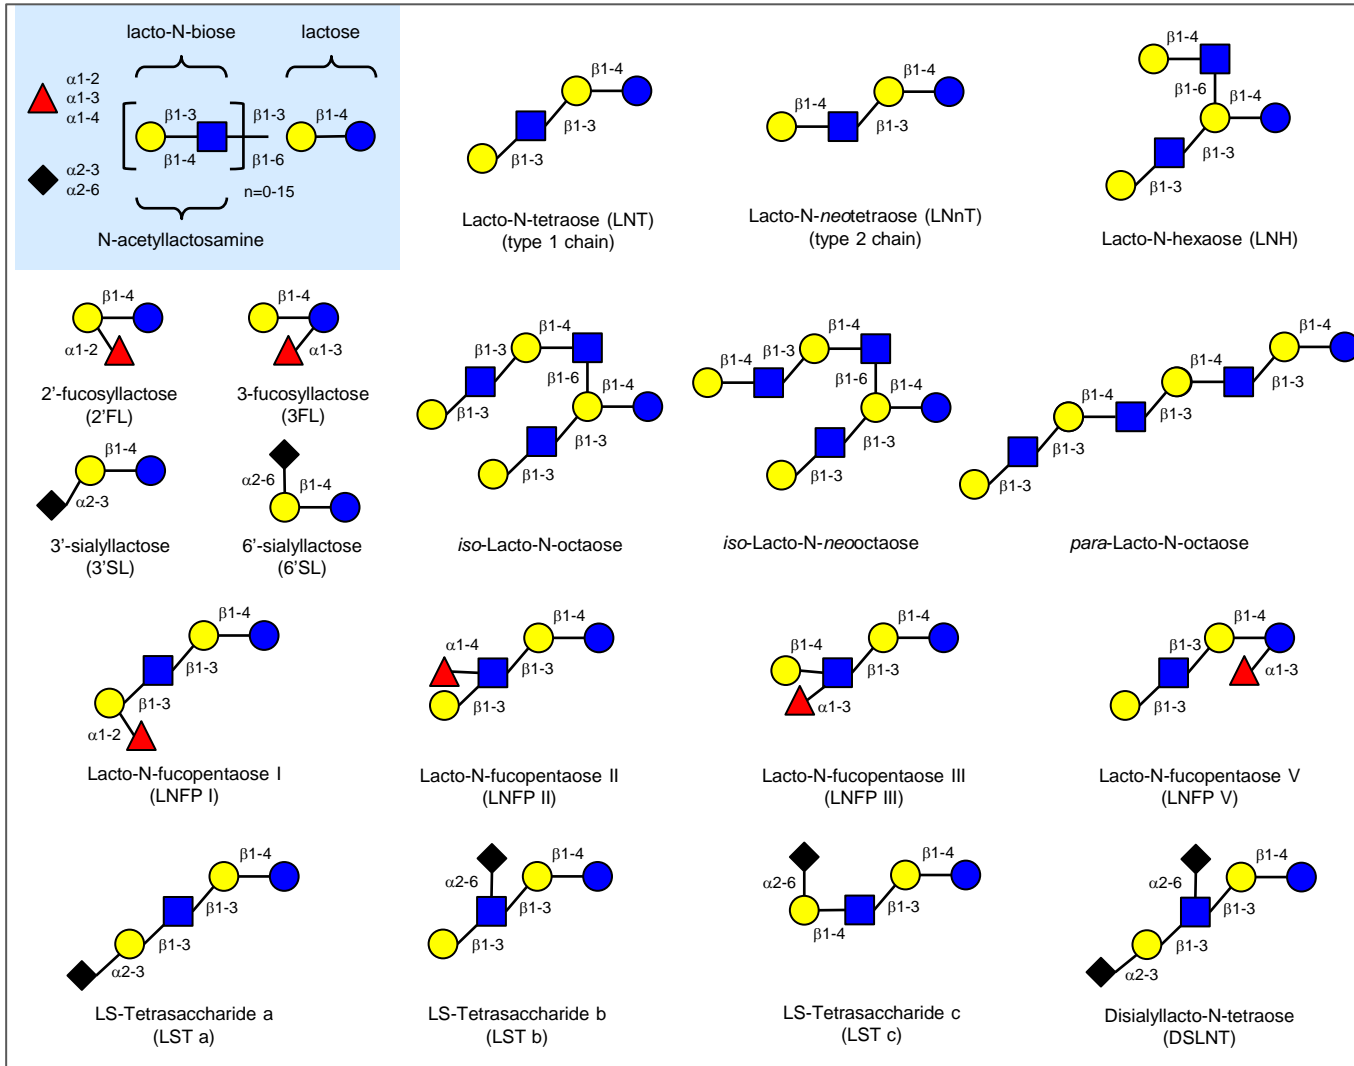 lacto-N-biose
lactose
α1-2
α1-3
α1-4
β1-3
β1-3
β1-4
β1-4
β1-6
α2-3
α2-6
n=0-15
N-acetyllactosamine
β1-4
β1-3
β1-3
Lacto-N-tetraose (LNT)
(type 1 chain)
β1-4
β1-4
β1-3
Lacto-N-neotetraose (LNnT)
(type 2 chain)
β1-4
β1-6
β1-4
β1-3
β1-3
Lacto-N-hexaose (LNH)
β1-4
α1-2
2’-fucosyllactose
(2’FL)
β1-4
α1-3
3-fucosyllactose
(3FL)
β1-4
α2-3
3’-sialyllactose
(3’SL)
α2-6
β1-4
6’-sialyllactose
(6’SL)
β1-4
β1-3
β1-6
β1-4
β1-3
β1-3
β1-3
iso-Lacto-N-octaose
β1-4
β1-3
β1-4
β1-6
β1-4
β1-3
β1-3
iso-Lacto-N-neooctaose
β1-4
β1-4
β1-3
β1-4
β1-3
β1-3
β1-3
para-Lacto-N-octaose
β1-4
β1-3
β1-3
α1-2
Lacto-N-fucopentaose I
(LNFP I)
β1-4
α1-4
β1-3
β1-3
Lacto-N-fucopentaose II
(LNFP II)
β1-4
β1-4
β1-3
α1-3
Lacto-N-fucopentaose III
(LNFP III)
β1-4
β1-3
α1-3
β1-3
Lacto-N-fucopentaose V
(LNFP V)
β1-4
β1-3
β1-3
α2-3
LS-Tetrasaccharide a
(LST a)
β1-4
α2-6
β1-3
β1-3
LS-Tetrasaccharide b
(LST b)
β1-4
α2-6
β1-3
β1-4
LS-Tetrasaccharide c
(LST c)
β1-4
α2-6
β1-3
β1-3
α2-3
Disialyllacto-N-tetraose
(DSLNT)